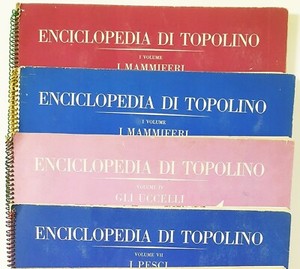 ENCICLOPEDIA DI TOPOLINO
I VOLUME
I MAMMIFERI
ENCICLOPEDIA DI TOPOLINO
I VOLUME
I MAMMIFERI
ENCICLOPEDIA DI TOPOLINO
VOLUME
GLI UCCELLI
ENCICLOPEDIA DI TOPOLINO
VOLUME VII
I PESCI